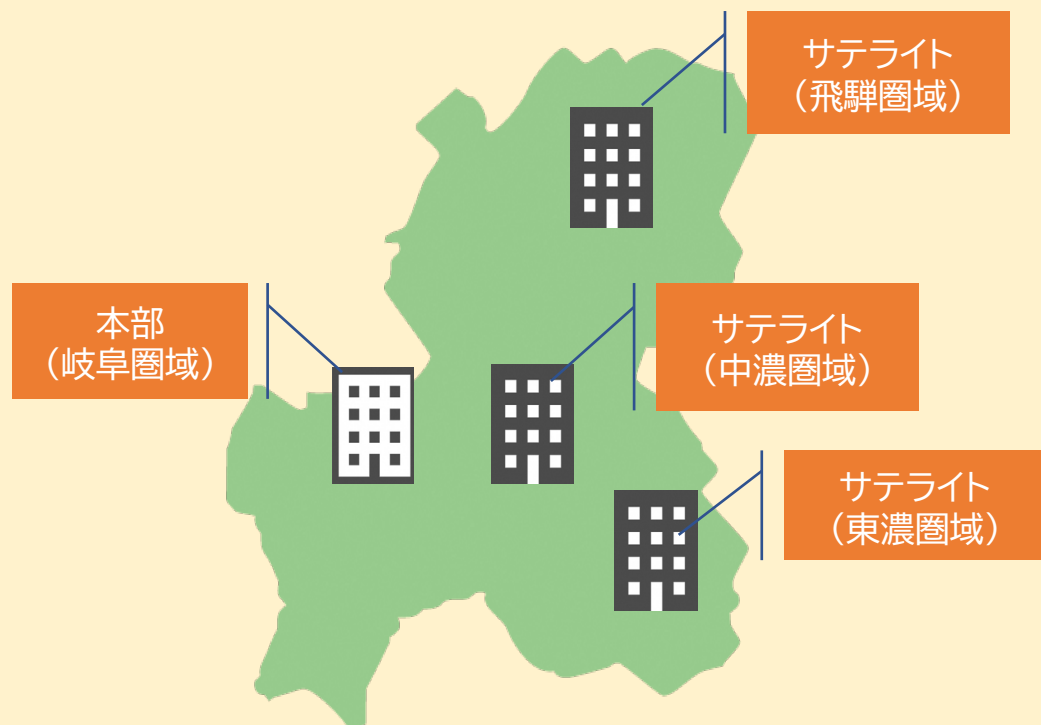 サテライト
（飛騨圏域）
本部
（岐阜圏域）
サテライト
（中濃圏域）
サテライト
（東濃圏域）